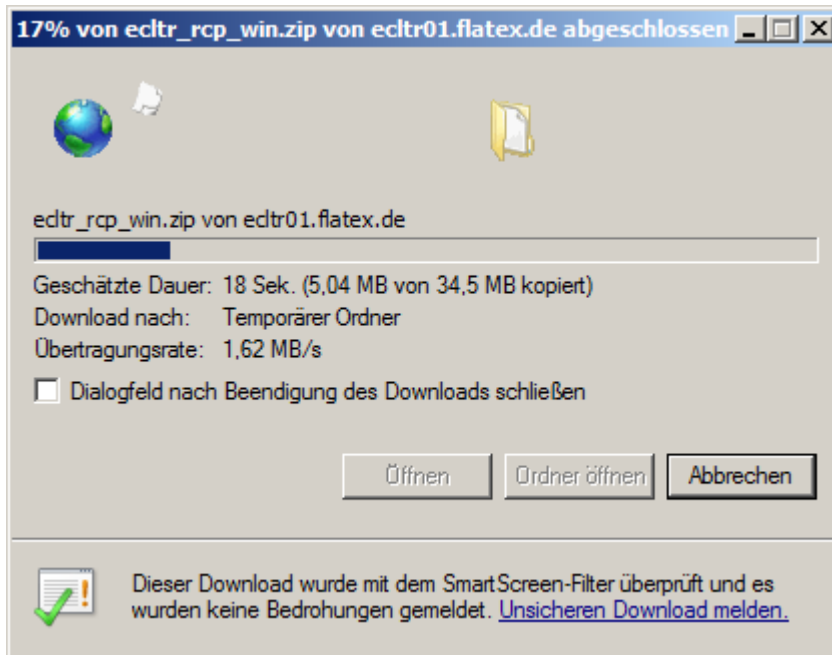 17% von ecltr_rcp_win.zip von ecltr01.flatex.de abgeschlossen
ecltr_rcp_win.zip von ecltr01.flatex.de
Geschätzte Dauer: 18 Sek. (5,04 MB von 34,5 MB kopiert)
Download nach: Temporärer Ordner
Übertragungsrate: 1,62 MB/s
Dialogfeld nach Beendigung des Downloads schließen
Öffnen Ordner öffnen Abbrechen
Dieser Download wurde mit dem SmartScreen-Filter überprüft und es
wurden keine Bedrohungen gemeldet. Unsicheren Download melden.